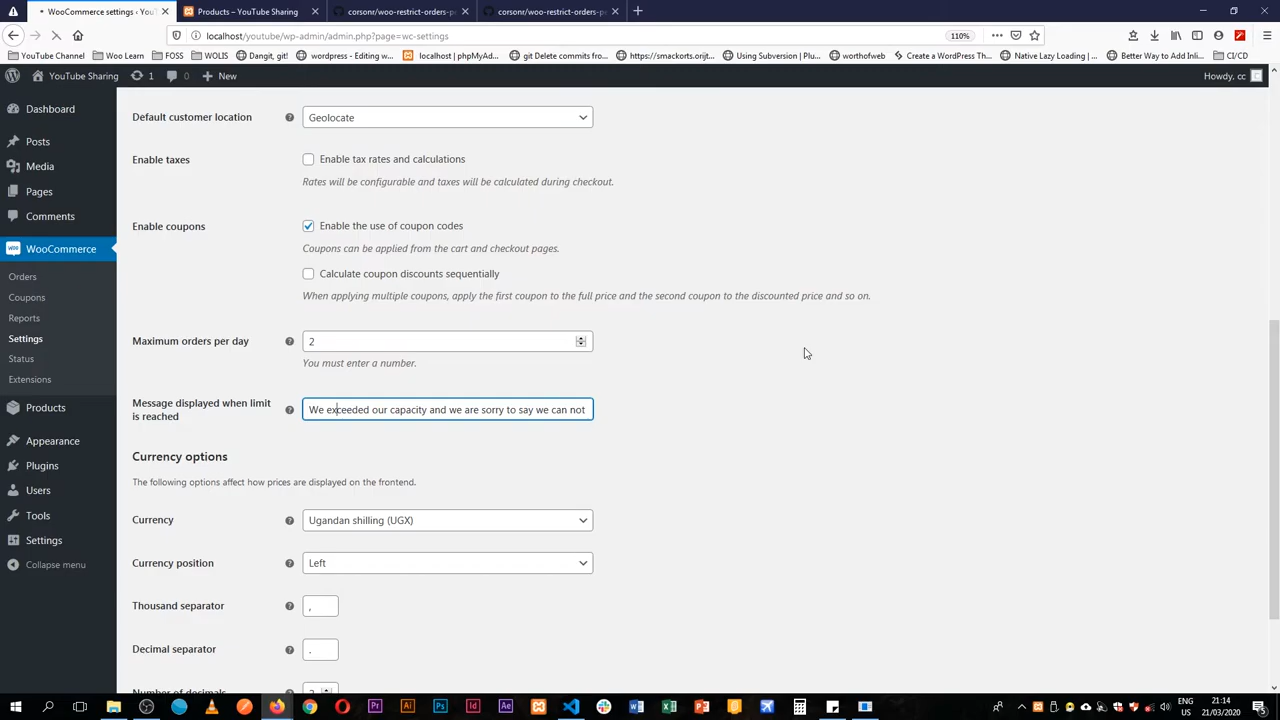 WooCommerce settings ‹ You
Products – YouTube Sharing
corsonr/woo-restrict-orders-pe
corsonr/woo-restrict-orders-pe
localhost/youtube/wp-admin/admin.php?page=wc-settings
110%
YouTube Channel
Woo Learn
FOSS
WOLIS
Dangit, git!
wordpress - Editing w
localhost | phpMyAd...
git Delete commits fro...
https://smackorts.orijt...
Using Subversion | Plu...
worthofweb
Create a WordPress Th...
Native Lazy Loading | ...
Better Way to Add Inli...
CI/CD
YouTube Sharing
1
0
New
Howdy, cc
Dashboard
Posts
Media
Pages
Comments
WooCommerce
Orders
Coupons
Reports
Settings
Status
Extensions
Products
Appearance
Plugins
Users
Tools
Settings
Collapse menu
Default customer location
Geolocate
Enable taxes
Enable tax rates and calculations
Rates will be configurable and taxes will be calculated during checkout.
Enable coupons
Enable the use of coupon codes
Coupons can be applied from the cart and checkout pages.
Calculate coupon discounts sequentially
When applying multiple coupons, apply the first coupon to the full price and the second coupon to the discounted price and so on.
Maximum orders per day
2
You must enter a number.
Message displayed when limit
is reached
We exceeded our capacity and we are sorry to say we can not
Currency options
The following options affect how prices are displayed on the frontend.
Currency
Ugandan shilling (UGX)
Currency position
Left
Thousand separator
,
Decimal separator
.
Number of decimals
2
ENG
US
21:14
21/03/2020